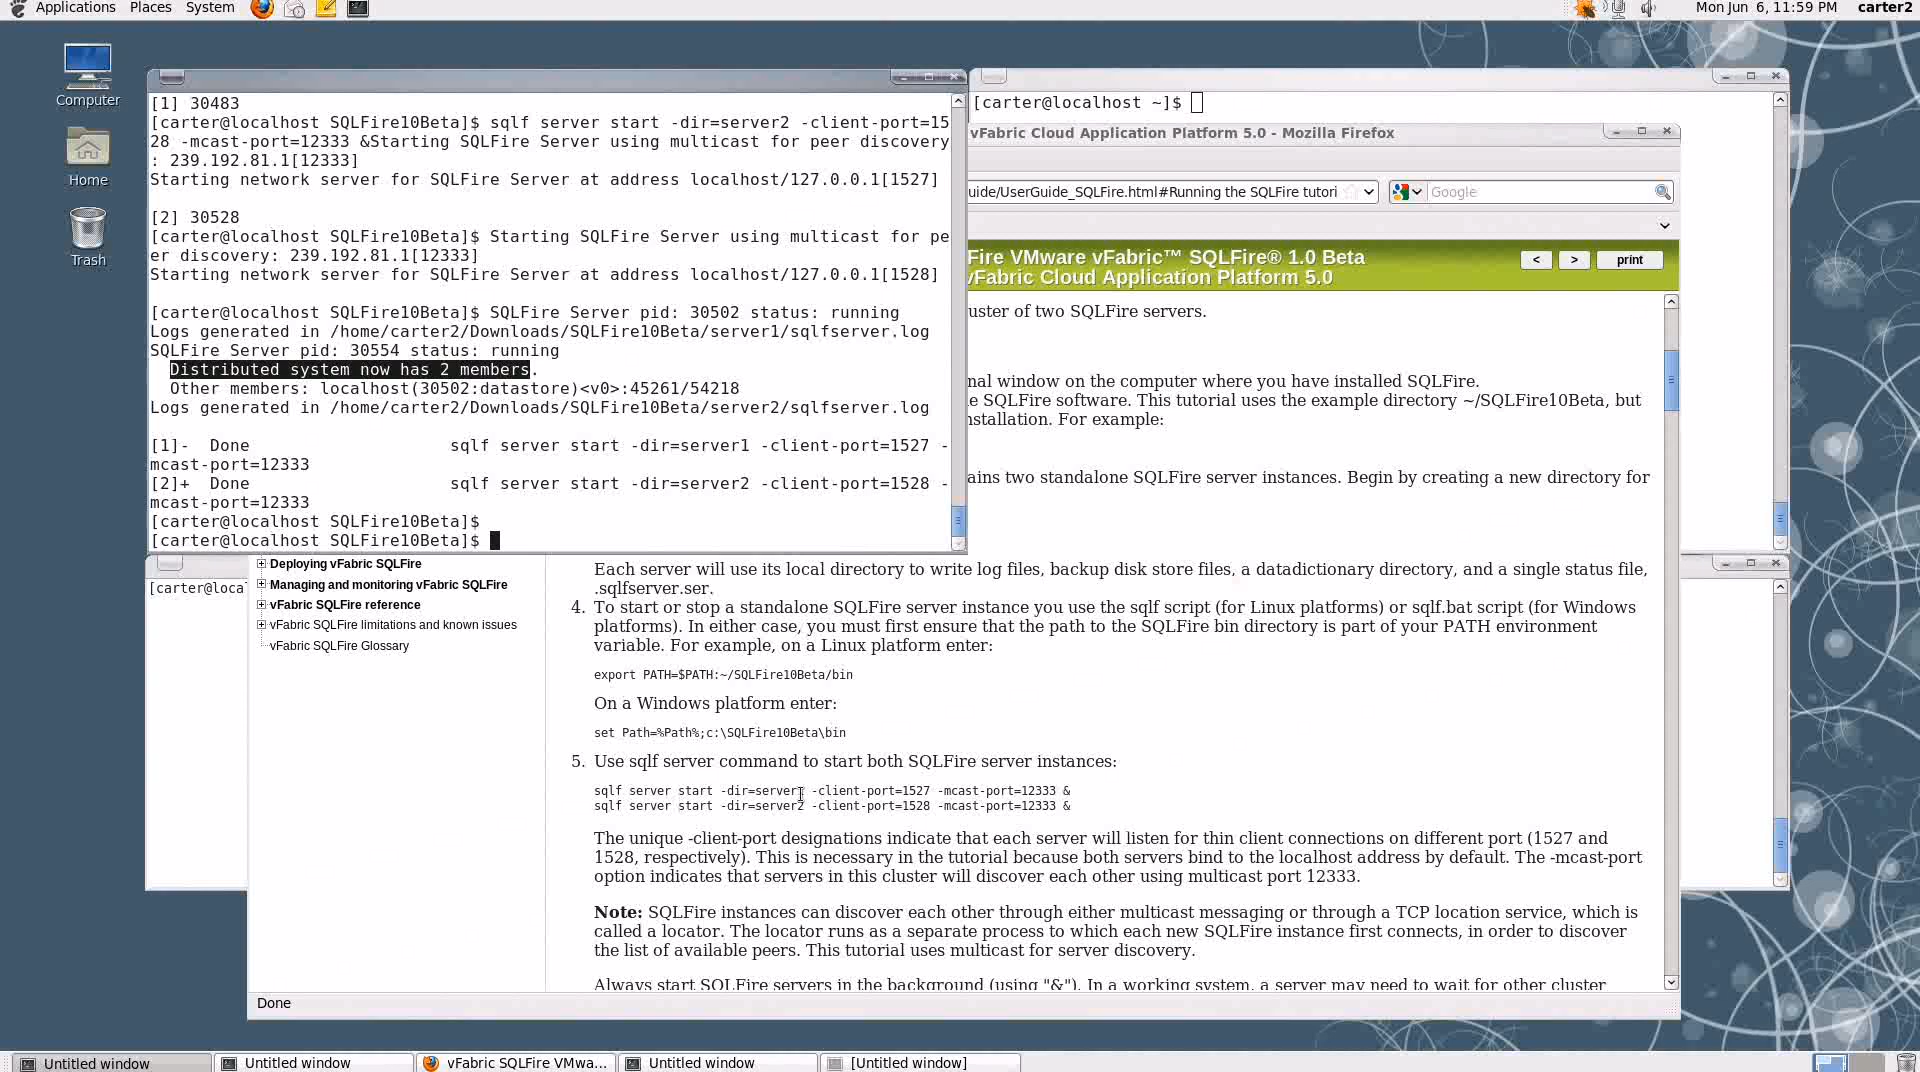 Applications Places System
Mon Jun 6, 11:59 PM carter2
Computer
Home
Trash
[1] 30483
[carter@localhost SQLFire10Beta]$ sqlf server start -dir=server2 -client-port=15
28 -mcast-port=12333 &Starting SQLFire Server using multicast for peer discovery
: 239.192.81.1[12333]
Starting network server for SQLFire Server at address localhost/127.0.0.1[1527]
[2] 30528
[carter@localhost SQLFire10Beta]$ Starting SQLFire Server using multicast for pe
er discovery: 239.192.81.1[12333]
Starting network server for SQLFire Server at address localhost/127.0.0.1[1528]
[carter@localhost SQLFire10Beta]$ SQLFire Server pid: 30502 status: running
Logs generated in /home/carter2/Downloads/SQLFire10Beta/server1/sqlfserver.log
SQLFire Server pid: 30554 status: running
Distributed system now has 2 members.
Other members: localhost(30502:datastore)<v0>:45261/54218
Logs generated in /home/carter2/Downloads/SQLFire10Beta/server2/sqlfserver.log
[1]- Done sqlf server start -dir=server1 -client-port=1527 -
mcast-port=12333
[2]+ Done sqlf server start -dir=server2 -client-port=1528 -
mcast-port=12333
[carter@localhost SQLFire10Beta]$
[carter@localhost SQLFire10Beta]$
[carter@localhost ~]$
vFabric Cloud Application Platform 5.0 - Mozilla Firefox
uide/UserGuide_SQLFire.html#Running the SQLFire tutori
Google
Fire VMware vFabric™ SQLFire® 1.0 Beta
vFabric Cloud Application Platform 5.0
< > print
uster of two SQLFire servers.
nal window on the computer where you have installed SQLFire.
e SQLFire software. This tutorial uses the example directory ~/SQLFire10Beta, but
nstallation. For example:
ains two standalone SQLFire server instances. Begin by creating a new directory for
[carter@loca
Deploying vFabric SQLFire
Managing and monitoring vFabric SQLFire
vFabric SQLFire reference
vFabric SQLFire limitations and known issues
vFabric SQLFire Glossary
Each server will use its local directory to write log files, backup disk store files, a datadictionary directory, and a single status file,
.sqlfserver.ser.
4. To start or stop a standalone SQLFire server instance you use the sqlf script (for Linux platforms) or sqlf.bat script (for Windows
platforms). In either case, you must first ensure that the path to the SQLFire bin directory is part of your PATH environment
variable. For example, on a Linux platform enter:
export PATH=$PATH:~/SQLFire10Beta/bin
On a Windows platform enter:
set Path=%Path%;c:\SQLFire10Beta\bin
5. Use sqlf server command to start both SQLFire server instances:
sqlf server start -dir=server1 -client-port=1527 -mcast-port=12333 &
sqlf server start -dir=server2 -client-port=1528 -mcast-port=12333 &
The unique -client-port designations indicate that each server will listen for thin client connections on different port (1527 and
1528, respectively). This is necessary in the tutorial because both servers bind to the localhost address by default. The -mcast-port
option indicates that servers in this cluster will discover each other using multicast port 12333.
Note: SQLFire instances can discover each other through either multicast messaging or through a TCP location service, which is
called a locator. The locator runs as a separate process to which each new SQLFire instance first connects, in order to discover
the list of available peers. This tutorial uses multicast for server discovery.
Always start SQLFire servers in the background (using "&"). In a working system, a server may need to wait for other cluster
Done
Untitled window
Untitled window
vFabric SQLFire VMwa...
Untitled window
[Untitled window]